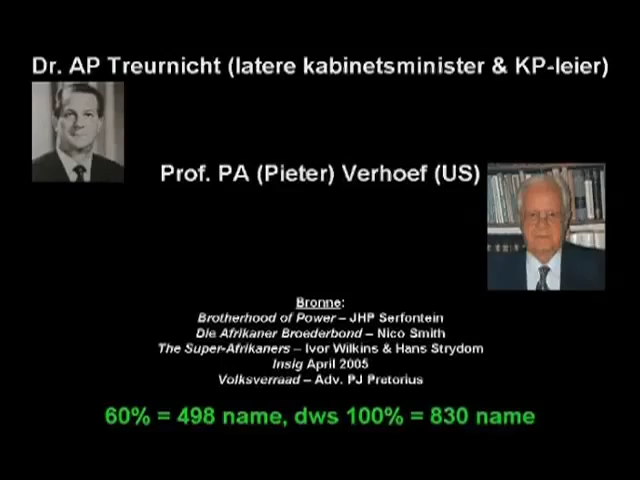 Dr. AP Treurnicht (latere kabinetsminister & KP-leier)
Prof. PA (Pieter) Verhoef (US)
Bronne:
Brotherhood of Power – JHP Serfontein
Die Afrikaner Broederbond – Nico Smith
The Super-Afrikaners – Ivor Wilkins & Hans Strydom
Insig April 2005
Volksverraad – Adv. PJ Pretorius
60% = 498 name, dws 100% = 830 name